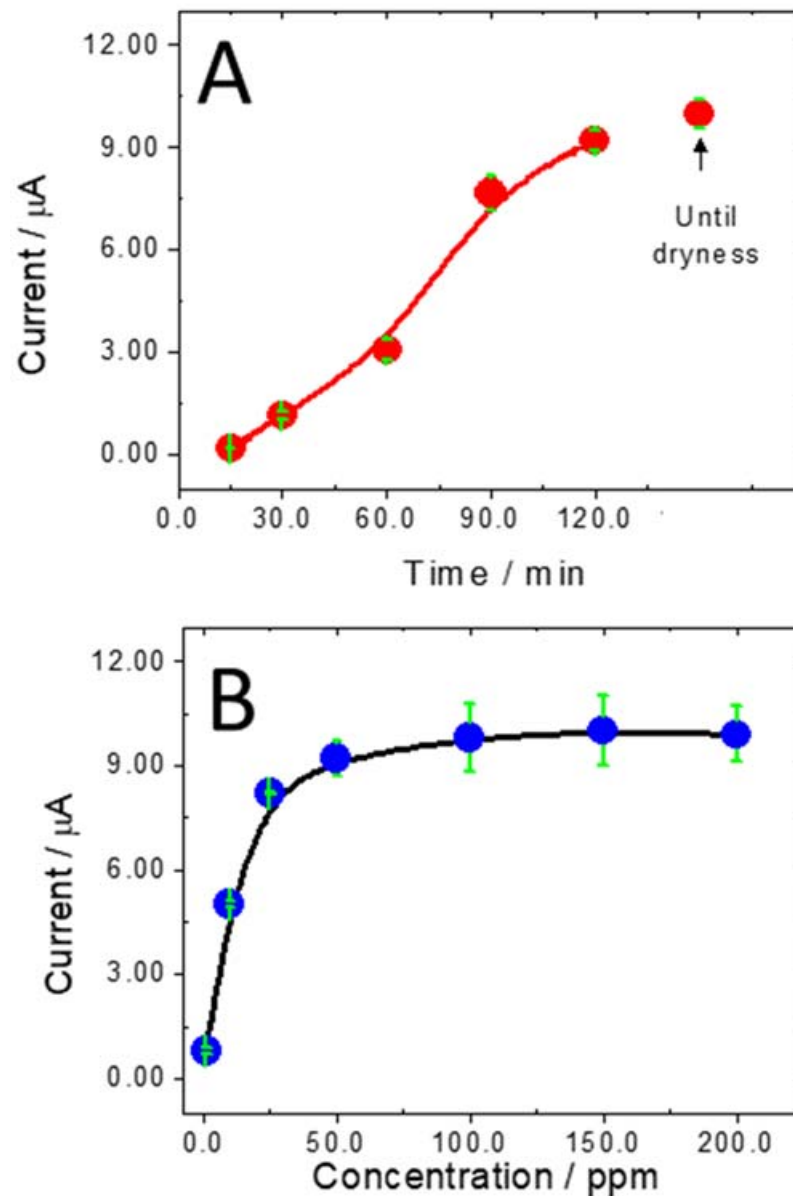 A
12.00
9.00
6.00
3.00
0.00
Current / μA
Until
dryness
0.0 30.0 60.0 90.0 120.0
Time / min
B
12.00
9.00
6.00
3.00
0.00
Current / μA
0.0 50.0 100.0 150.0 200.0
Concentration / ppm